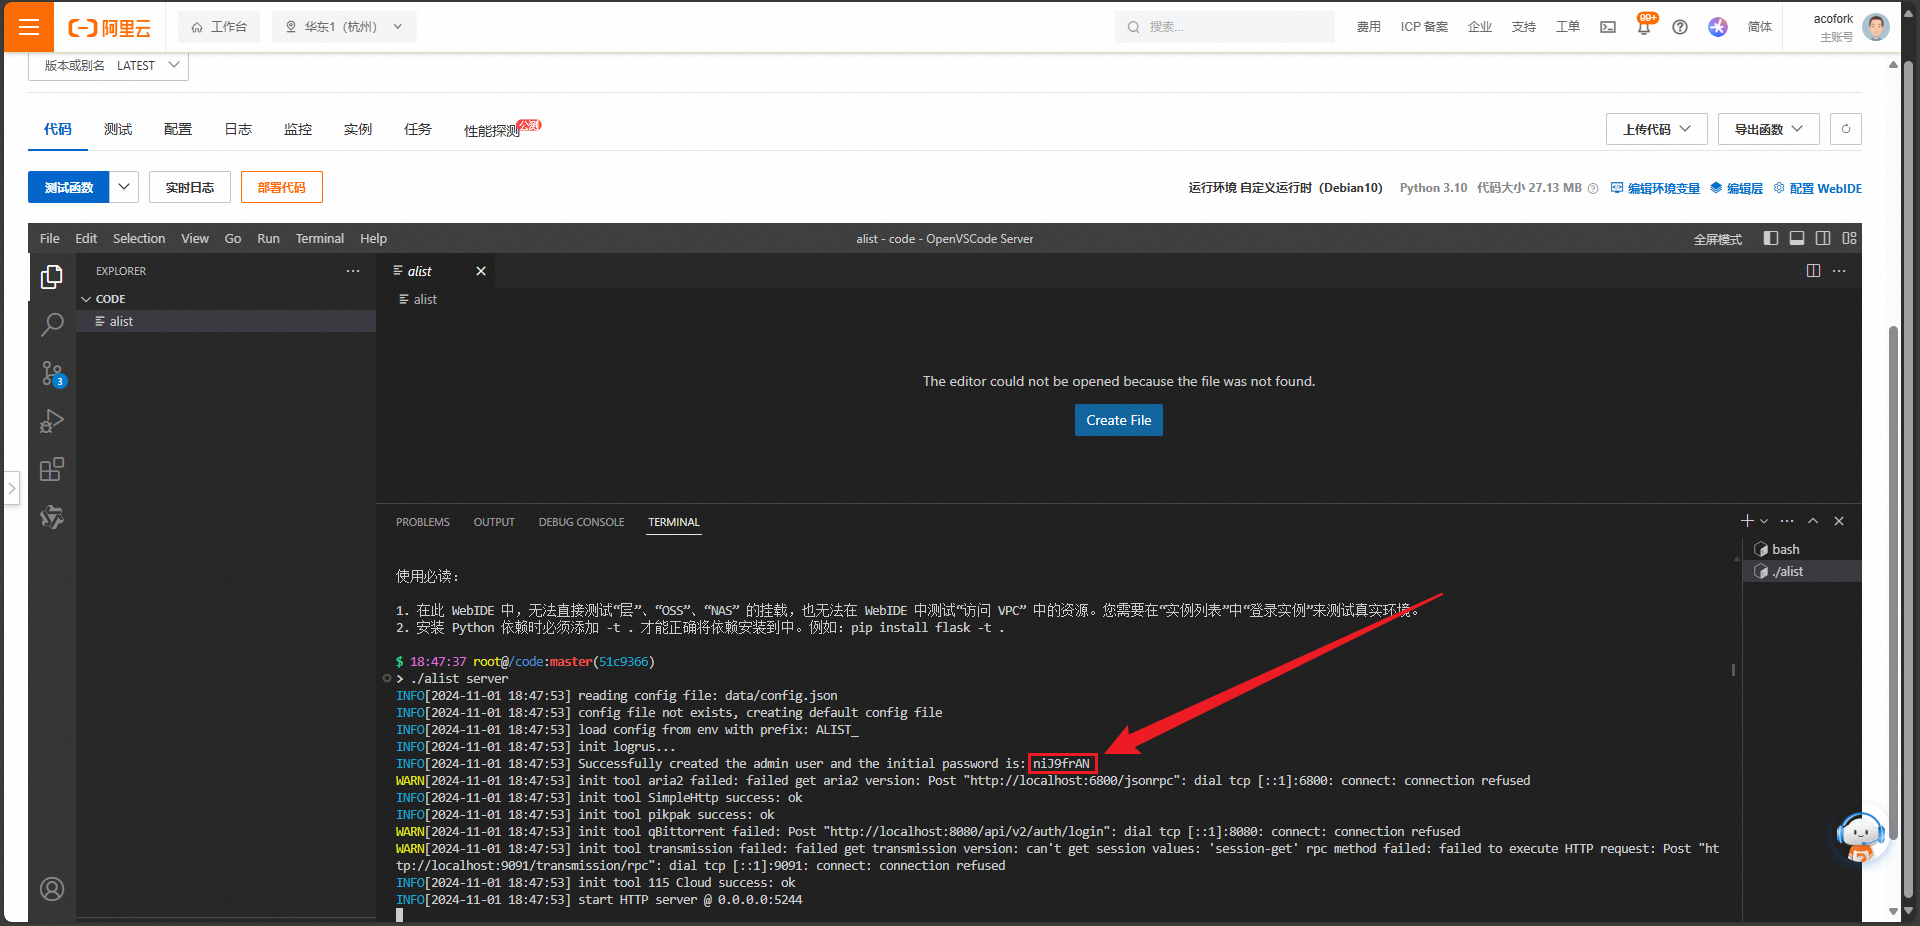 阿里云
工作台
华东1（杭州）
搜索...
费用
ICP 备案
企业
支持
工单
99+
简体
acofork
主账号
版本或别名 LATEST
代码
测试
配置
日志
监控
实例
任务
性能探测
公测
上传代码
导出函数
测试函数
实时日志
部署代码
运行环境 自定义运行时（Debian10） Python 3.10 代码大小 27.13 MB
编辑环境变量
编辑层
配置 WebIDE
File Edit Selection View Go Run Terminal Help
alist - code - OpenVSCode Server
全屏模式
EXPLORER
CODE
alist
3
alist
alist
The editor could not be opened because the file was not found.
Create File
PROBLEMS OUTPUT DEBUG CONSOLE TERMINAL
bash
./alist
使用必读：
1. 在此 WebIDE 中，无法直接测试“层”、“OSS”、“NAS” 的挂载，也无法在 WebIDE 中测试“访问 VPC” 中的资源。您需要在“实例列表”中“登录实例”来测试真实环境。
2. 安装 Python 依赖时必须添加 -t . 才能正确将依赖安装到中。例如：pip install flask -t .
$ 18:47:37 root@/code:master(51c9366)
> ./alist server
INFO[2024-11-01 18:47:53] reading config file: data/config.json
INFO[2024-11-01 18:47:53] config file not exists, creating default config file
INFO[2024-11-01 18:47:53] load config from env with prefix: ALIST_
INFO[2024-11-01 18:47:53] init logrus...
INFO[2024-11-01 18:47:53] Successfully created the admin user and the initial password is: niJ9frAN
WARN[2024-11-01 18:47:53] init tool aria2 failed: failed get aria2 version: Post "http://localhost:6800/jsonrpc": dial tcp [::1]:6800: connect: connection refused
INFO[2024-11-01 18:47:53] init tool SimpleHttp success: ok
INFO[2024-11-01 18:47:53] init tool pikpak success: ok
WARN[2024-11-01 18:47:53] init tool qBittorrent failed: Post "http://localhost:8080/api/v2/auth/login": dial tcp [::1]:8080: connect: connection refused
WARN[2024-11-01 18:47:53] init tool transmission failed: failed get transmission version: can't get session values: 'session-get' rpc method failed: failed to execute HTTP request: Post "ht
tp://localhost:9091/transmission/rpc": dial tcp [::1]:9091: connect: connection refused
INFO[2024-11-01 18:47:53] init tool 115 Cloud success: ok
INFO[2024-11-01 18:47:53] start HTTP server @ 0.0.0.0:5244